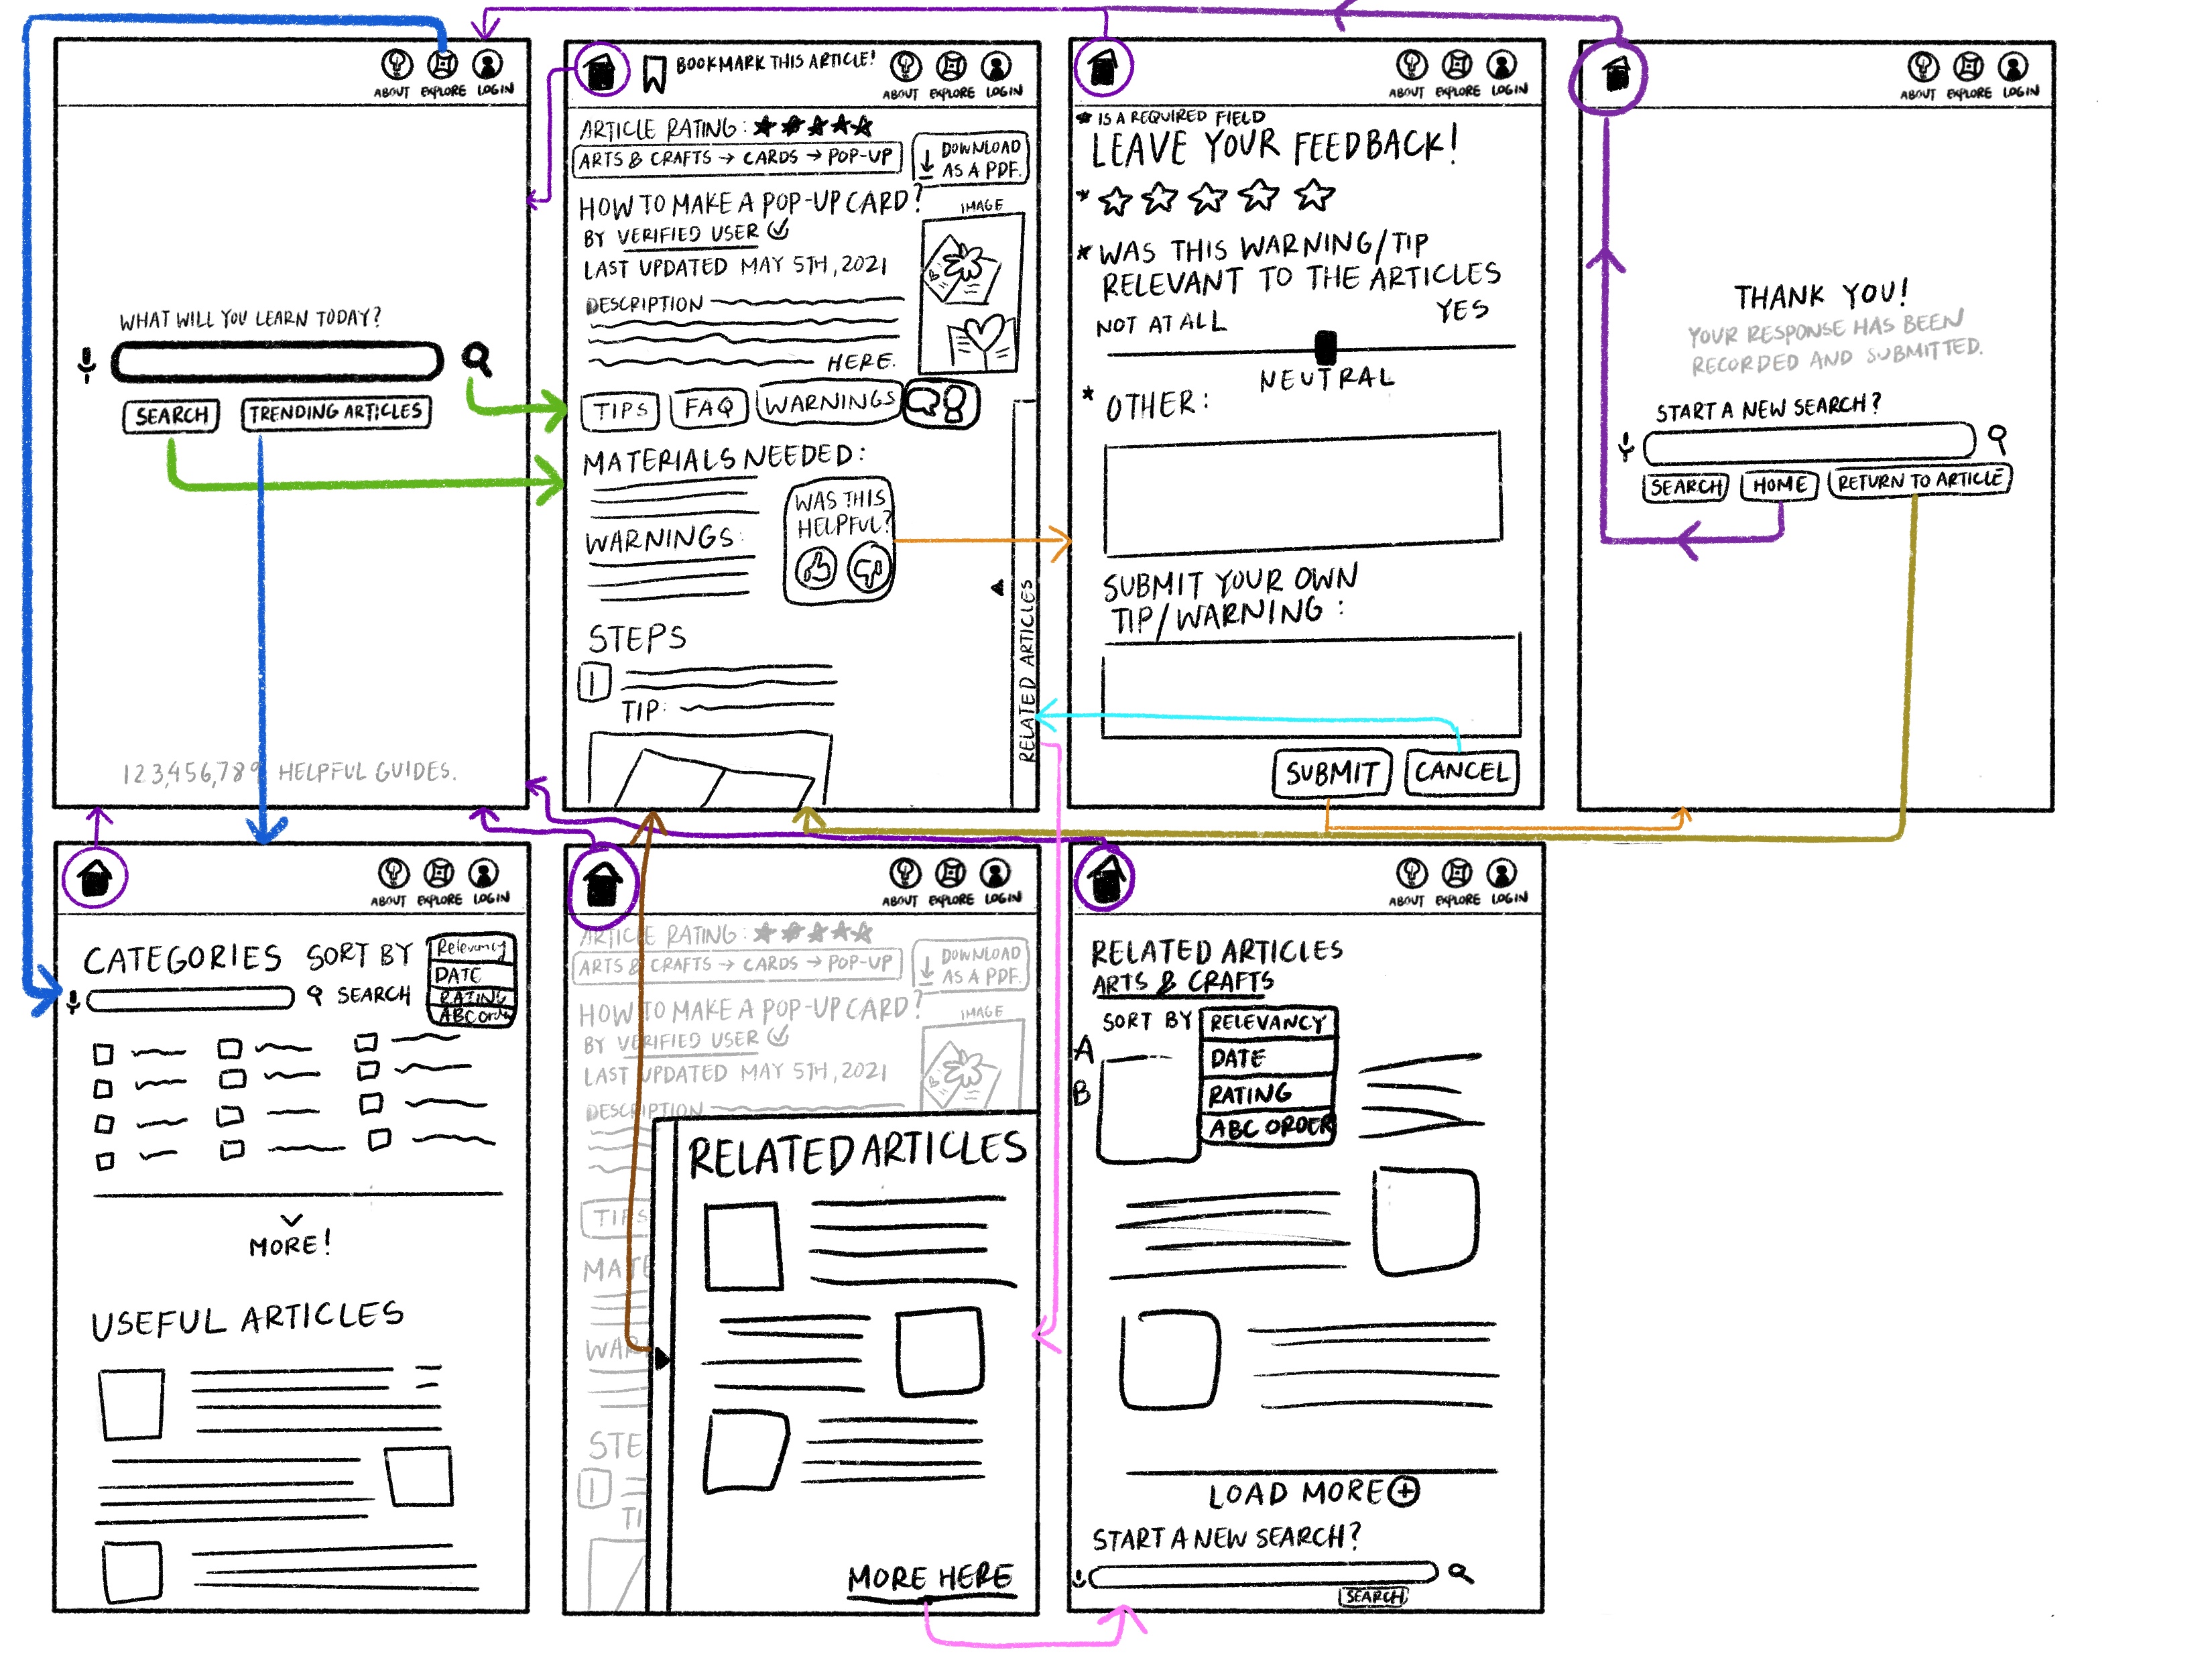 ABOUT EXPLORE LOGIN
WHAT WILL YOU LEARN TODAY?
SEARCH
TRENDING ARTICLES
123,456,789 HELPFUL GUIDES.
BOOKMARK THIS ARTICLE!
ABOUT EXPLORE LOGIN
ARTICLE RATING:
ARTS & CRAFTS → CARDS → POP-UP
DOWNLOAD
AS A PDF.
HOW TO MAKE A POP-UP CARD?
BY VERIFIED USER
LAST UPDATED MAY 5TH, 2021
IMAGE
DESCRIPTION
HERE.
TIPS
FAQ
WARNINGS
MATERIALS NEEDED:
WAS THIS
HELPFUL?
WARNINGS:
STEPS
1
TIP:
RELATED ARTICLES
ABOUT EXPLORE LOGIN
* IS A REQUIRED FIELD
LEAVE YOUR FEEDBACK!
*
* WAS THIS WARNING/TIP
RELEVANT TO THE ARTICLES
NOT AT ALL YES
NEUTRAL
* OTHER:
SUBMIT YOUR OWN
TIP/WARNING:
SUBMIT
CANCEL
ABOUT EXPLORE LOGIN
THANK YOU!
YOUR RESPONSE HAS BEEN
RECORDED AND SUBMITTED.
START A NEW SEARCH?
SEARCH
HOME
RETURN TO ARTICLE
ABOUT EXPLORE LOGIN
CATEGORIES SORT BY
Relevancy
DATE
RATING
ABC Order
SEARCH
MORE!
USEFUL ARTICLES
ABOUT EXPLORE LOGIN
ARTICLE RATING:
ARTS & CRAFTS → CARDS → POP-UP
DOWNLOAD
AS A PDF.
HOW TO MAKE A POP-UP CARD?
BY VERIFIED USER
LAST UPDATED MAY 5TH, 2021
IMAGE
DESCRIPTION
TIPS
MATE
WAR
STE
1
TI
RELATED ARTICLES
MORE HERE
ABOUT EXPLORE LOGIN
RELATED ARTICLES
ARTS & CRAFTS
SORT BY
RELEVANCY
DATE
RATING
ABC ORDER
A
B
LOAD MORE
START A NEW SEARCH?
SEARCH